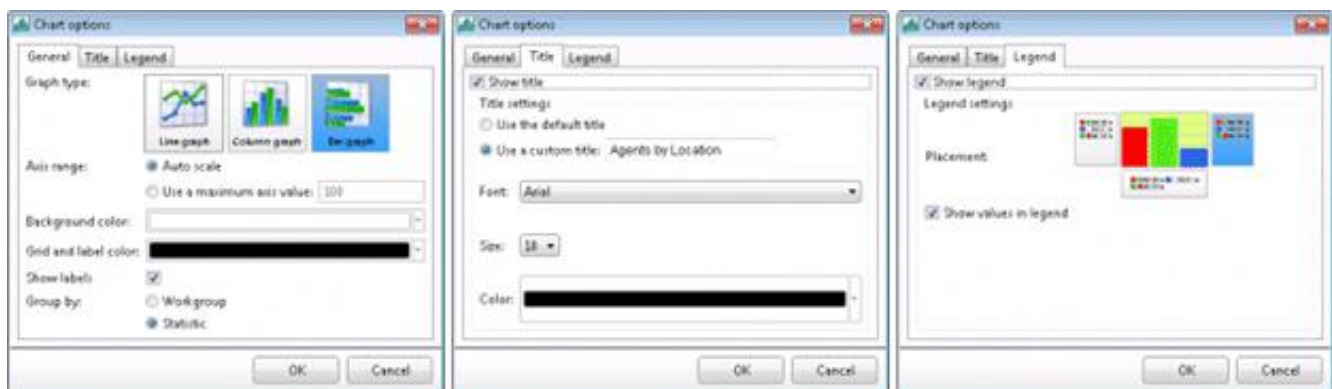 Chart options
General Title Legend
Graph type:
Line graph Column graph Bar graph
Axis range:
Auto scale
Use a maximum axis value: 100
Background color:
Grid and label color:
Show labels
Group by:
Workgroup
Statistic
OK Cancel
Chart options
General Title Legend
Show title
Title settings
Use the default title
Use a custom title: Agents by Location
Font: Arial
Size: 18
Color:
OK Cancel
Chart options
General Title Legend
Show legend
Legend settings
Placement:
Show values in legend
OK Cancel